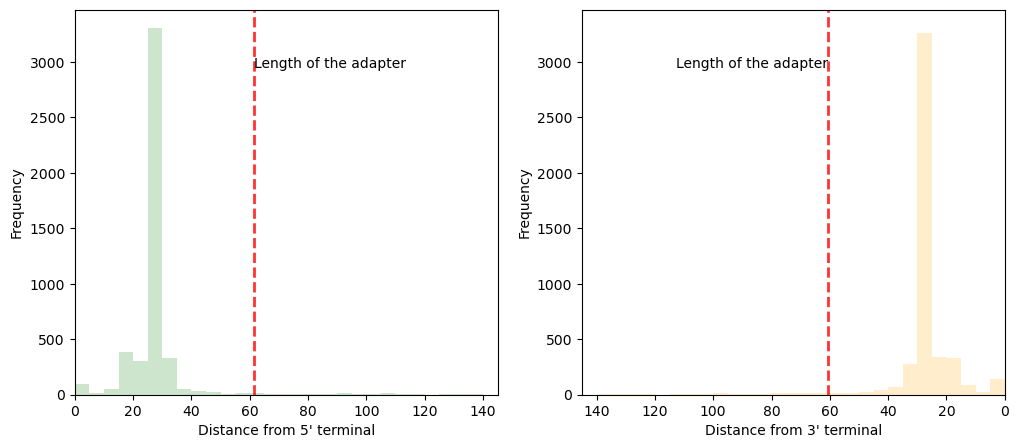 Length of the adapter
Frequency
3000
2500
2000
1500
1000
500
0
0 20 40 60 80 100 120 140
Distance from 5' terminal
Length of the adapter
Frequency
3000
2500
2000
1500
1000
500
0
140 120 100 80 60 40 20 0
Distance from 3' terminal